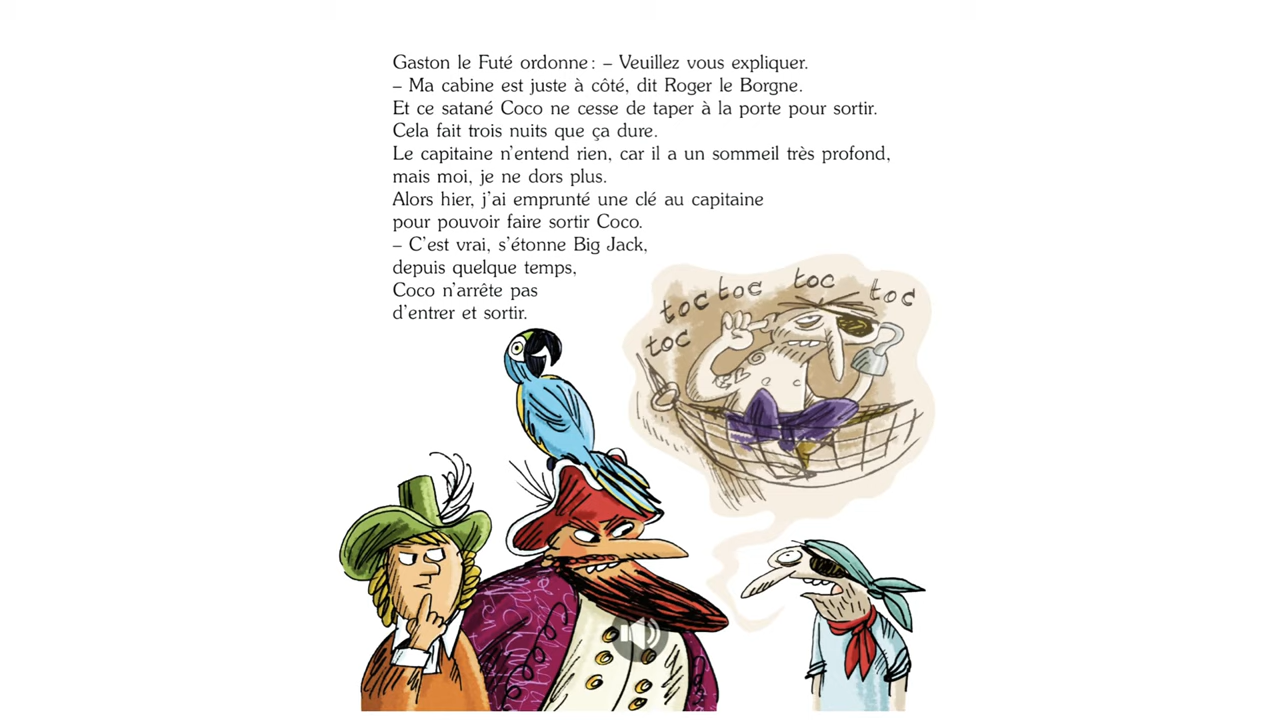 Gaston le Futé ordonne : – Veuillez vous expliquer.
– Ma cabine est juste à côté, dit Roger le Borgne.
Et ce satané Coco ne cesse de taper à la porte pour sortir.
Cela fait trois nuits que ça dure.
Le capitaine n’entend rien, car il a un sommeil très profond,
mais moi, je ne dors plus.
Alors hier, j’ai emprunté une clé au capitaine
pour pouvoir faire sortir Coco.
– C’est vrai, s’étonne Big Jack,
depuis quelque temps,
Coco n’arrête pas
d’entrer et sortir.
toc toc toc toc
toc